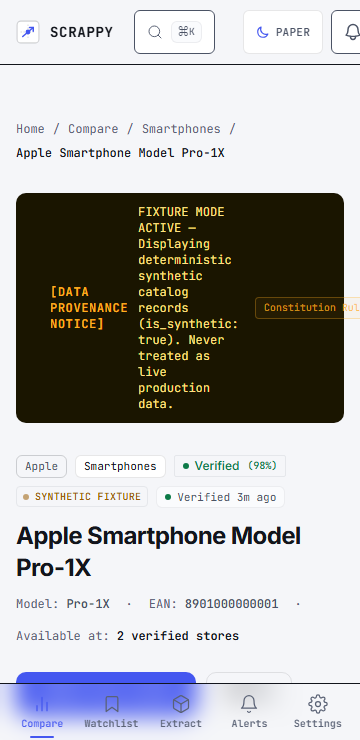 SCRAPPY
⌘K
PAPER
Home / Compare / Smartphones /
Apple Smartphone Model Pro-1X
[DATA PROVENANCE NOTICE]
FIXTURE MODE
ACTIVE —
Displaying
deterministic
synthetic
catalog
records
(is_synthetic:
true). Never
treated as
live
production
data.
Constitution Rul
Apple
Smartphones
Verified (98%)
SYNTHETIC FIXTURE
Verified 3m ago
Apple Smartphone Model
Pro-1X
Model: Pro-1X · EAN: 8901000000001 ·
Available at: 2 verified stores
Compare
Watchlist
Extract
Alerts
Settings